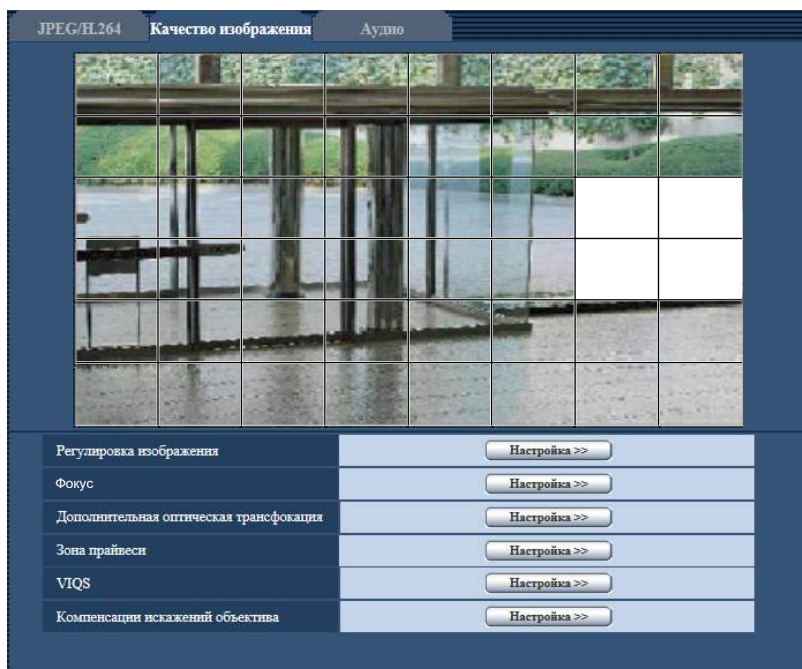 JPEG/H.264 Качество изображения Аудио
Регулировка изображения Настройка >>
Фокус Настройка >>
Дополнительная оптическая трансфокация Настройка >>
Зона прайвеси Настройка >>
VIQS Настройка >>
Компенсации искажений объектива Настройка >>